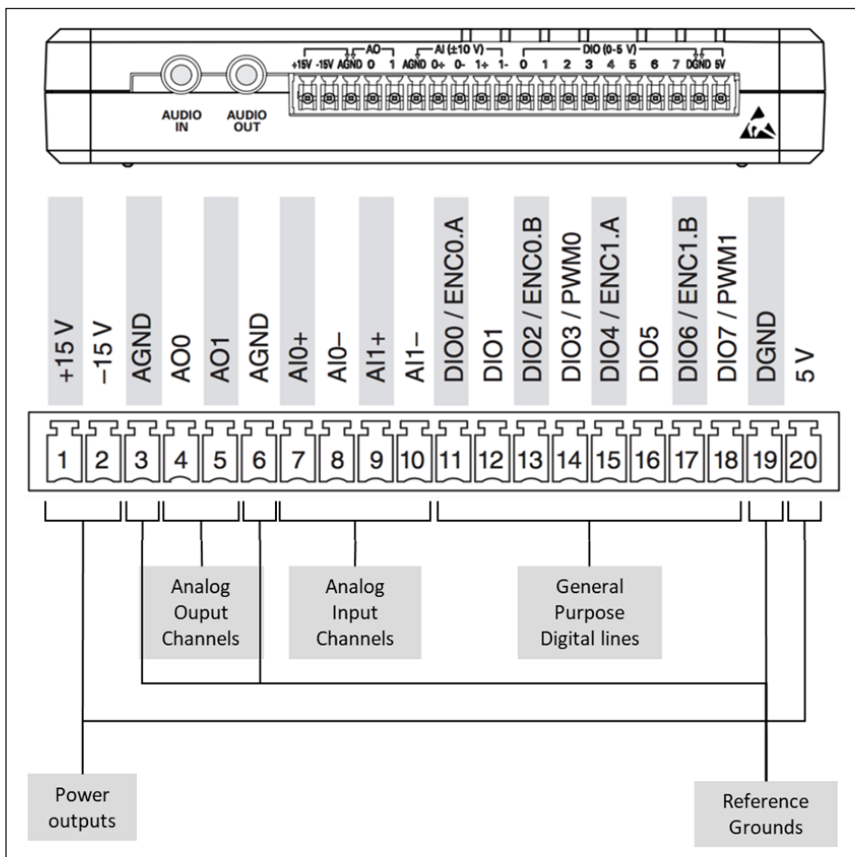 AO AI (±10 V) DIO (0-5 V)
+15V -15V AGND 0 1 AGND 0+ 0- 1+ 1- 0 1 2 3 4 5 6 7 DGND 5V
AUDIO
IN
AUDIO
OUT
+15 V
–15 V
AGND
AO0
AO1
AGND
AI0+
AI0–
AI1+
AI1–
DIO0 / ENC0.A
DIO1
DIO2 / ENC0.B
DIO3 / PWM0
DIO4 / ENC1.A
DIO5
DIO6 / ENC1.B
DIO7 / PWM1
DGND
5 V
1 2 3 4 5 6 7 8 9 10 11 12 13 14 15 16 17 18 19 20
Analog
Ouput
Channels
Analog
Input
Channels
General
Purpose
Digital lines
Power
outputs
Reference
Grounds